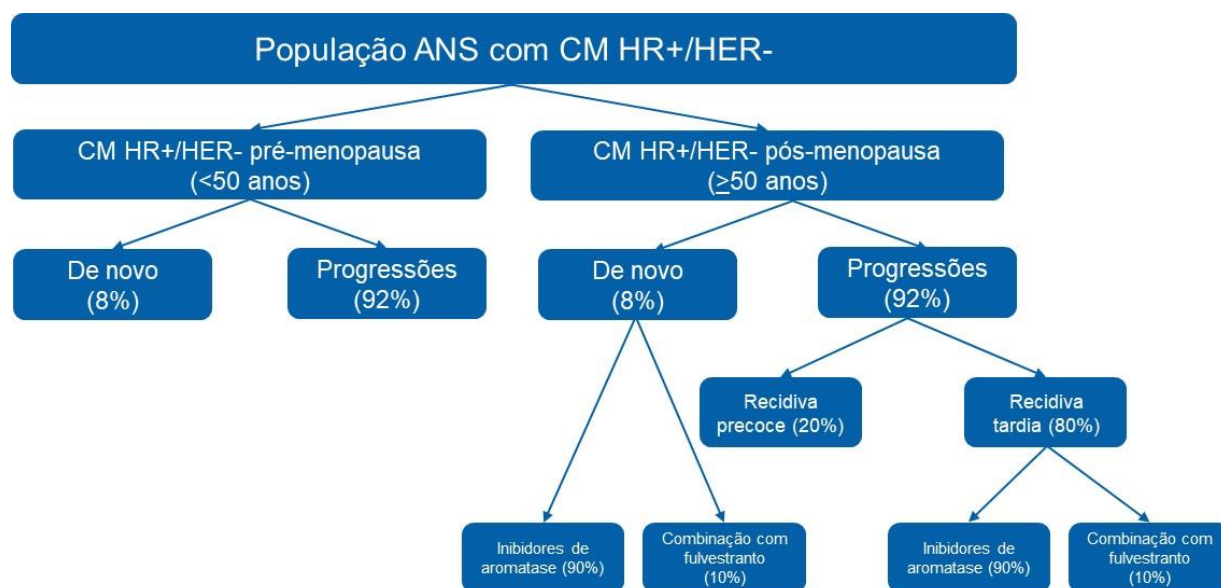 População ANS com CM HR+/HER-
CM HR+/HER- pré-menopausa
(<50 anos)
CM HR+/HER- pós-menopausa
(≥50 anos)
De novo
(8%)
Progressões
(92%)
De novo
(8%)
Progressões
(92%)
Recidiva
precoce (20%)
Recidiva
tardia (80%)
Inibidores de
aromatase (90%)
Combinação com
fulvestranto
(10%)
Inibidores de
aromatase (90%)
Combinação com
fulvestranto
(10%)